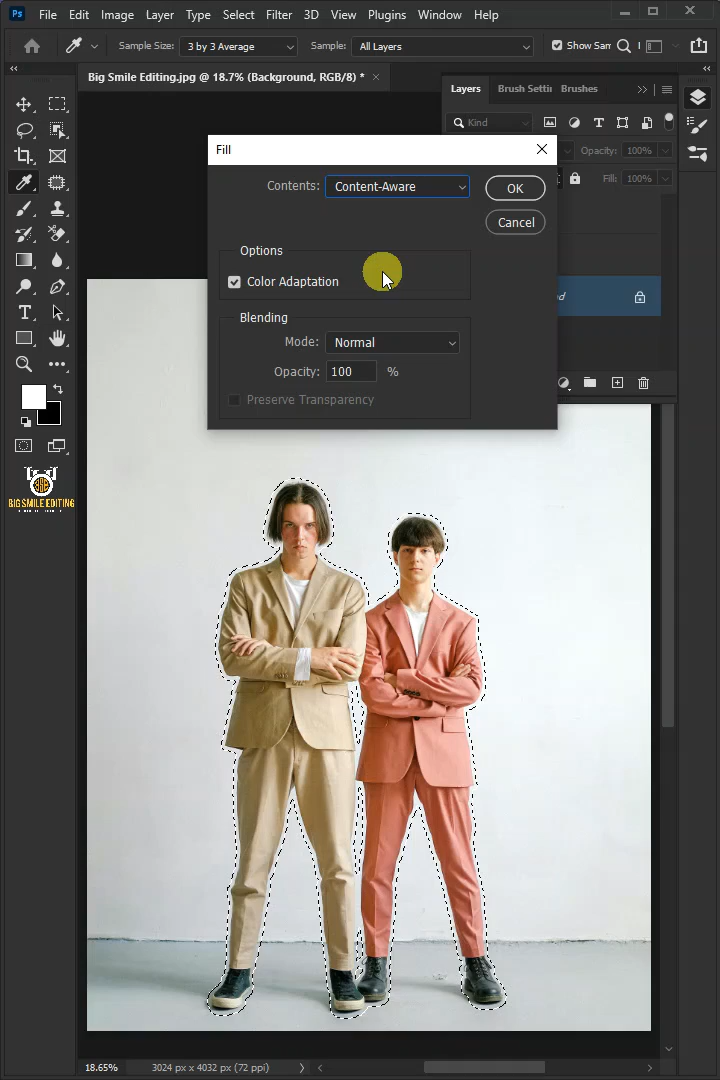 Ps File Edit Image Layer Type Select Filter 3D View Plugins Window Help
Sample Size: 3 by 3 Average Sample: All Layers Show Sam
Big Smile Editing.jpg @ 18.7% (Background, RGB/8) * ×
Layers Brush Settin Brushes
Kind
Fill
Opacity: 100%
Contents: Content-Aware OK
Fill: 100%
Cancel
Options
Color Adaptation
Blending
Mode: Normal
Opacity: 100 %
Preserve Transparency
BIG SMILE EDITING
18.65% 3024 px x 4032 px (72 ppi)